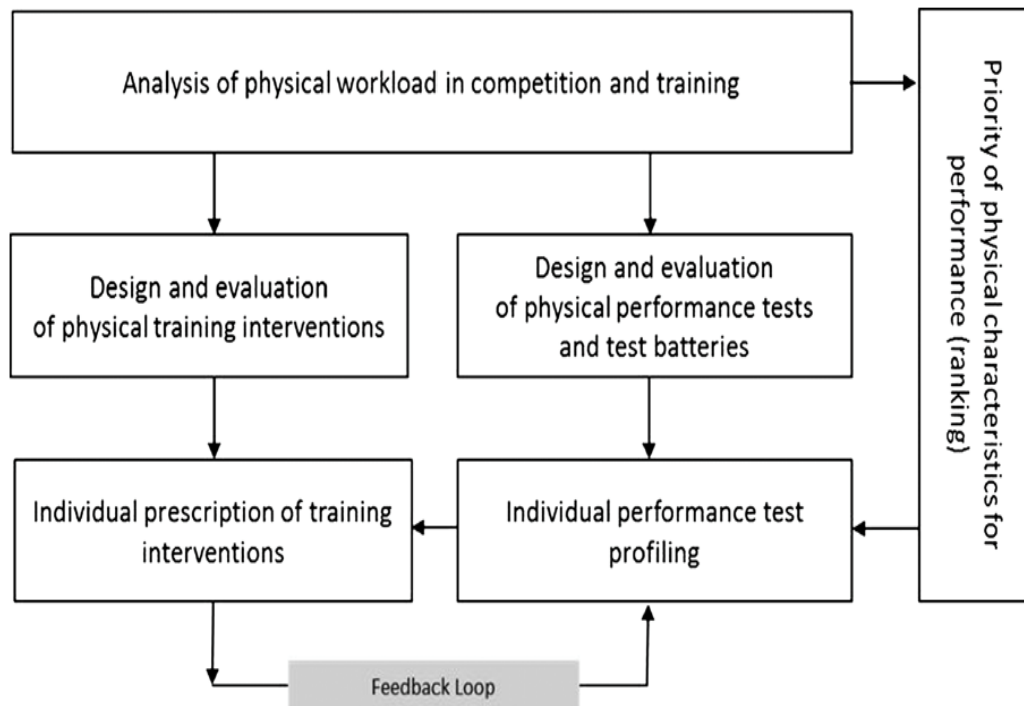 Analysis of physical workload in competition and training
Priority of physical characteristics for
performance (ranking)
Design and evaluation
of physical training interventions
Design and evaluation
of physical performance tests
and test batteries
Individual prescription of training
interventions
Individual performance test
profiling
Feedback Loop